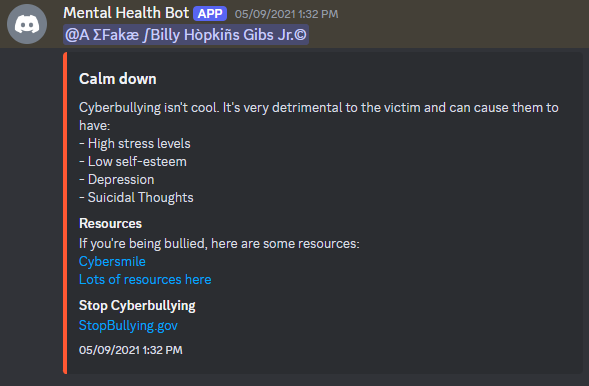 Mental Health Bot APP 05/09/2021 1:32 PM
@A ΣFakæ ∫Billy Hòpkiñs Gibs Jr.©
Calm down
Cyberbullying isn't cool. It's very detrimental to the victim and can cause them to
have:
- High stress levels
- Low self-esteem
- Depression
- Suicidal Thoughts
Resources
If you're being bullied, here are some resources:
Cybersmile
Lots of resources here
Stop Cyberbullying
StopBullying.gov
05/09/2021 1:32 PM